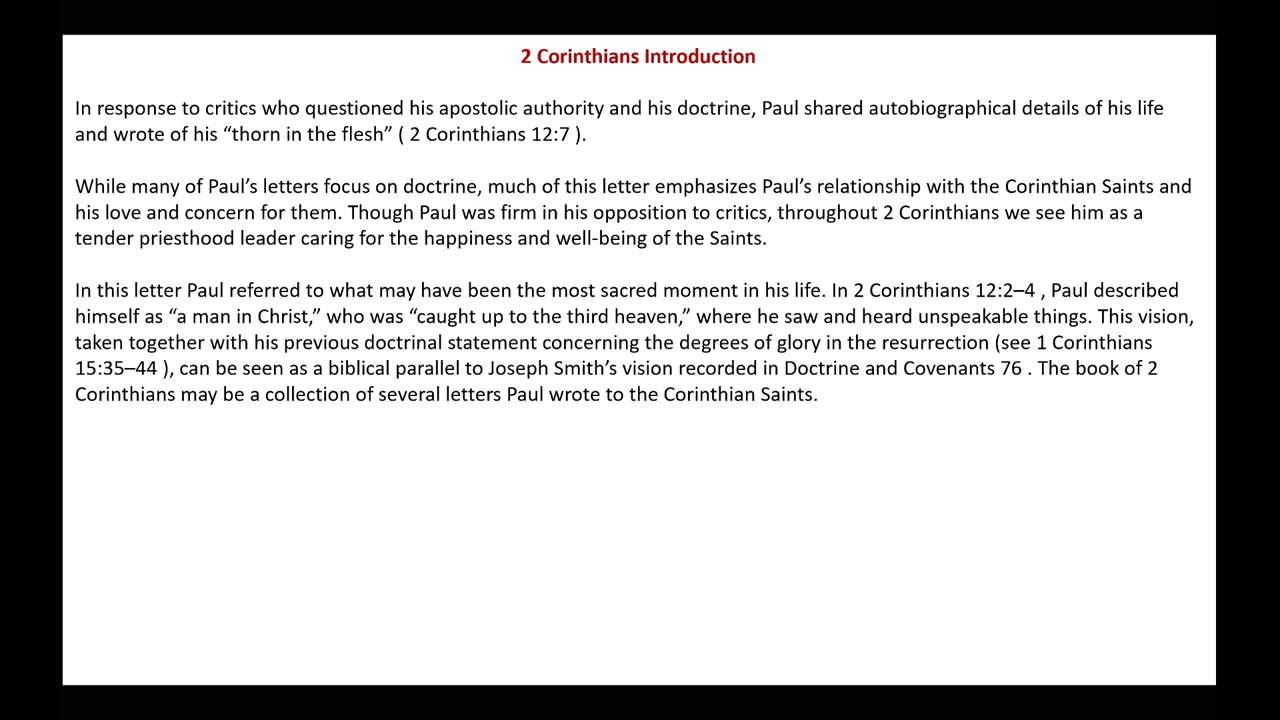 2 Corinthians Introduction
In response to critics who questioned his apostolic authority and his doctrine, Paul shared autobiographical details of his life
and wrote of his “thorn in the flesh” ( 2 Corinthians 12:7 ).
While many of Paul’s letters focus on doctrine, much of this letter emphasizes Paul’s relationship with the Corinthian Saints and
his love and concern for them. Though Paul was firm in his opposition to critics, throughout 2 Corinthians we see him as a
tender priesthood leader caring for the happiness and well-being of the Saints.
In this letter Paul referred to what may have been the most sacred moment in his life. In 2 Corinthians 12:2–4 , Paul described
himself as “a man in Christ,” who was “caught up to the third heaven,” where he saw and heard unspeakable things. This vision,
taken together with his previous doctrinal statement concerning the degrees of glory in the resurrection (see 1 Corinthians
15:35–44 ), can be seen as a biblical parallel to Joseph Smith’s vision recorded in Doctrine and Covenants 76 . The book of 2
Corinthians may be a collection of several letters Paul wrote to the Corinthian Saints.